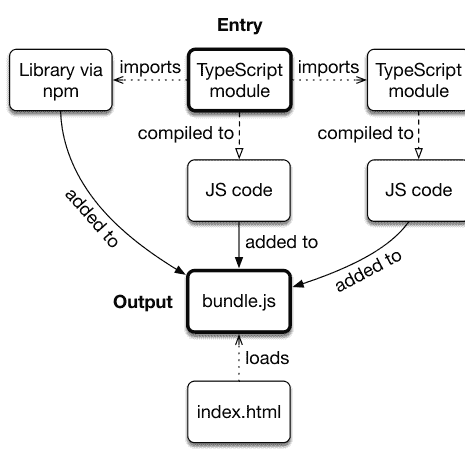 Entry
Library via
npm
imports
TypeScript
module
imports
TypeScript
module
compiled to
compiled to
JS code
JS code
added to
added to
added to
Output
bundle.js
loads
index.html